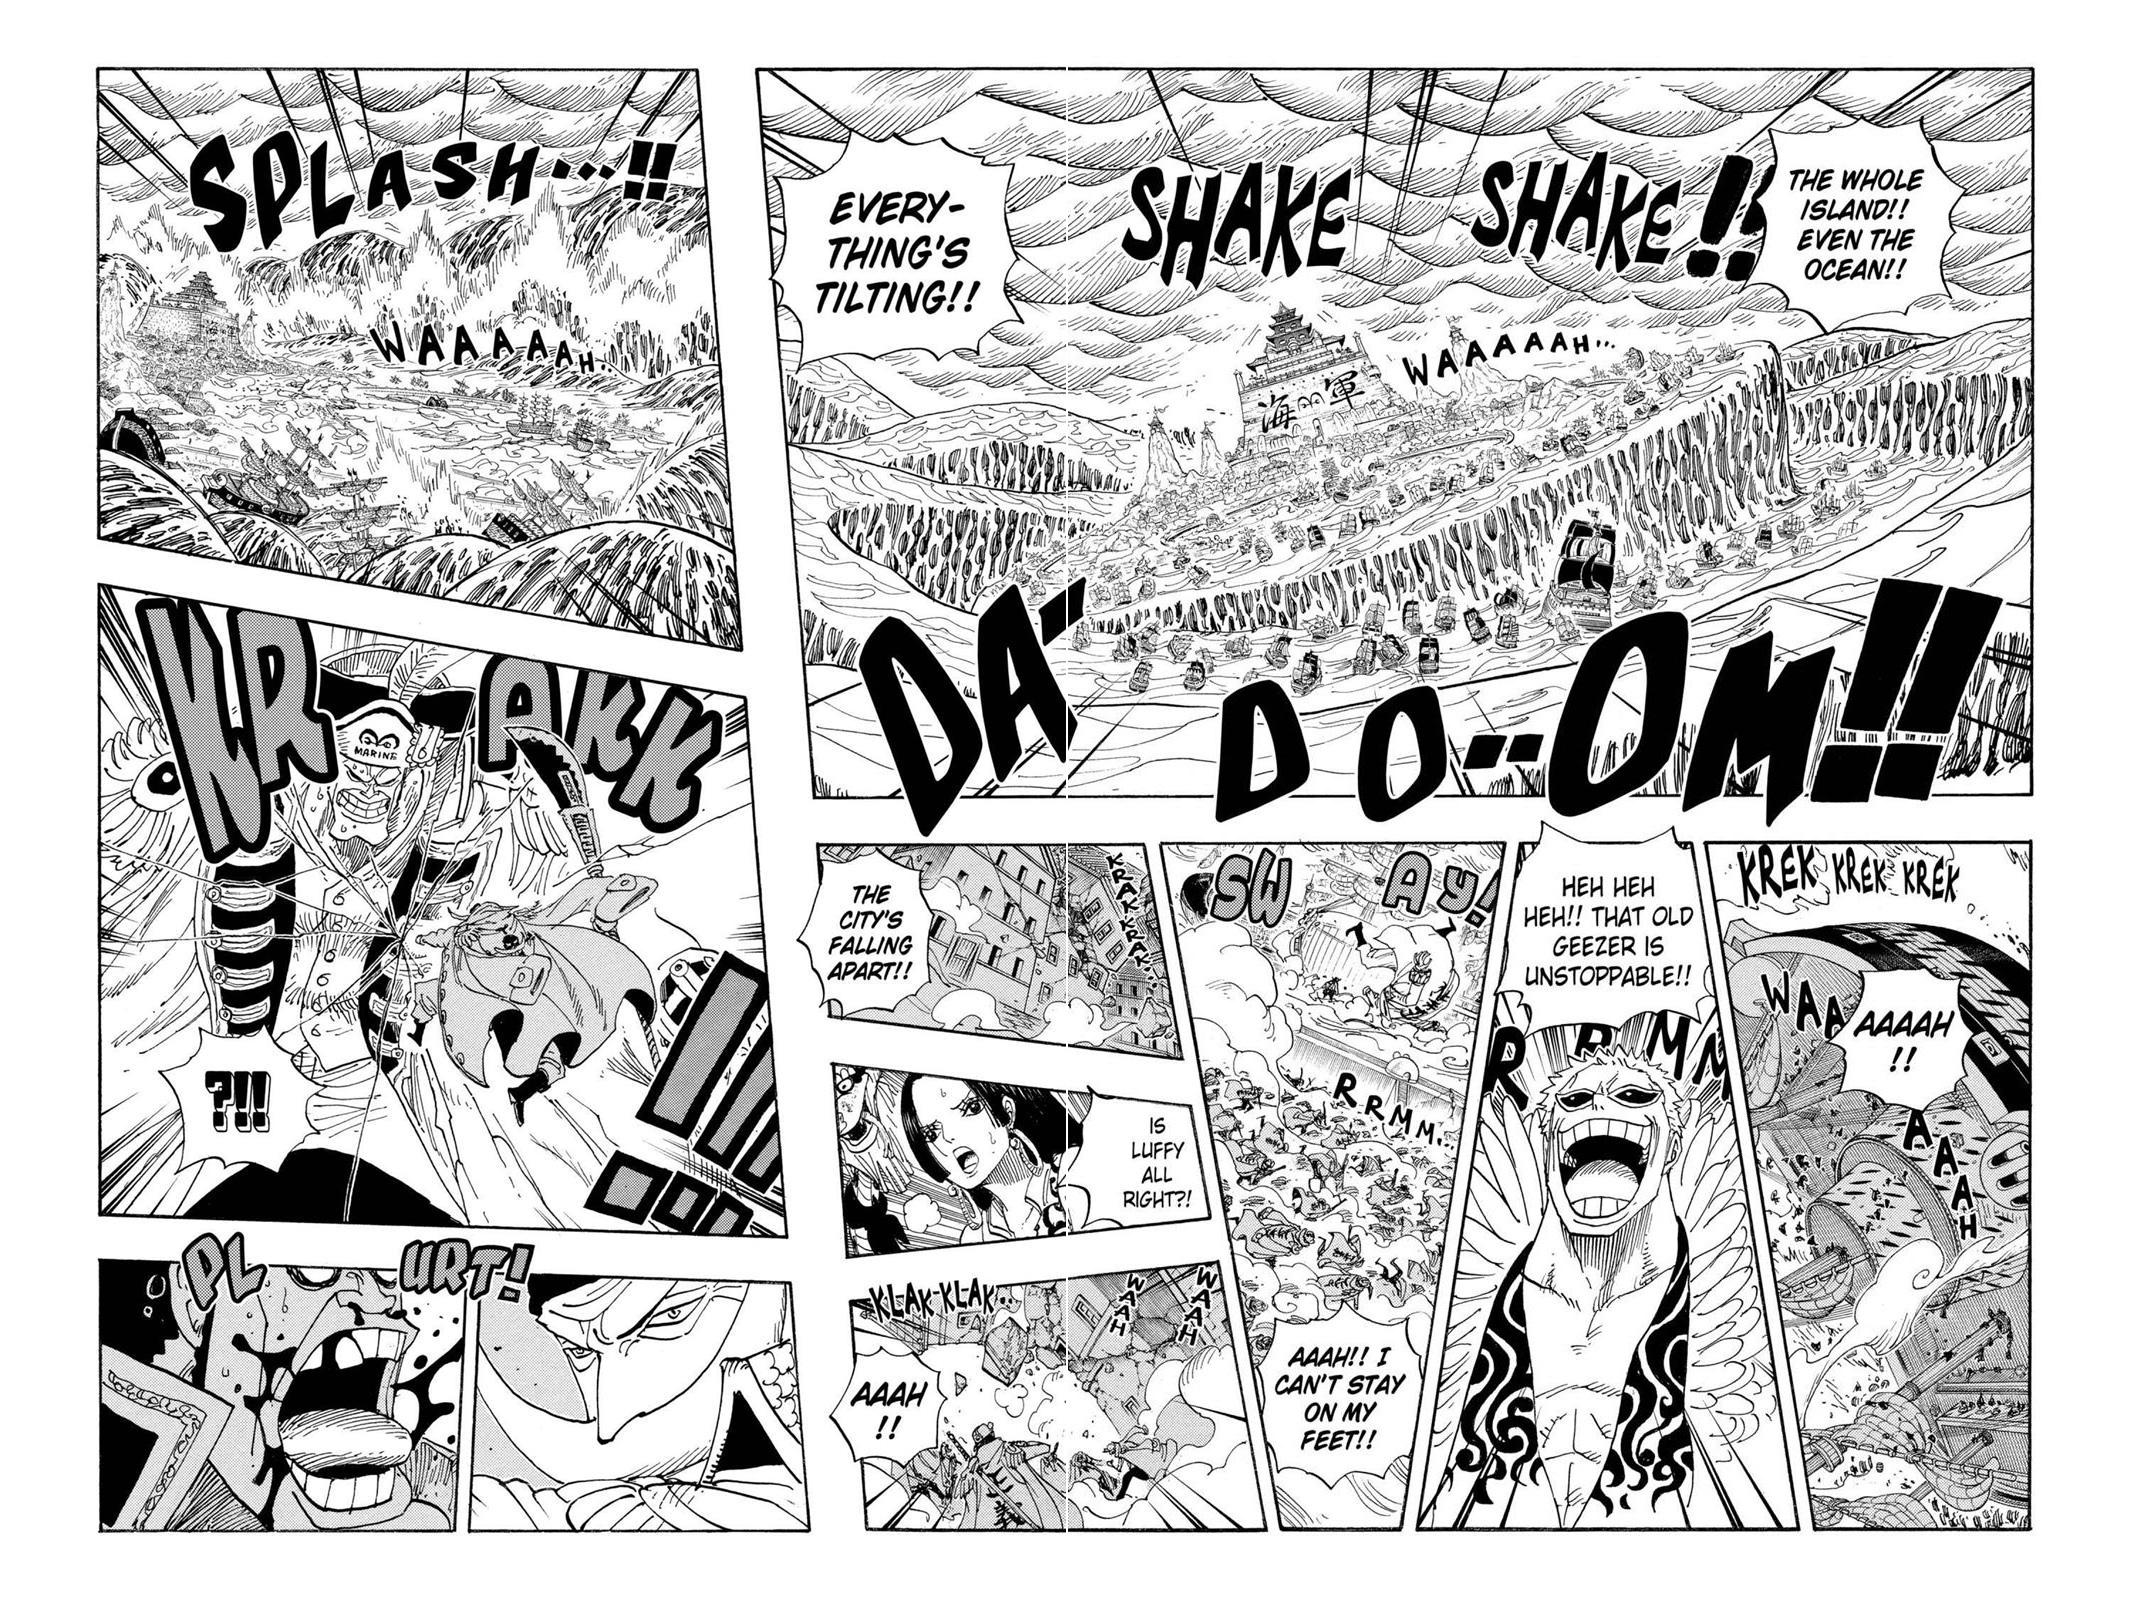 THE WHOLE
ISLAND!!
EVEN THE
OCEAN!!
SHAKE SHAKE!!
EVERY-
THING'S
TILTING!!
WAAAAAH...
海軍
DA-
DO--OM!!
KREK KREK KREK
WAA
AAAAH
!!
AAAH
HEH HEH
HEH!! THAT OLD
GEEZER IS
UNSTOPPABLE!!
RRMM
SWAY!
RRMM...
AAAH!! I
CAN'T STAY
ON MY
FEET!!
KRAK-KRAK...
THE
CITY'S
FALLING
APART!!
IS
LUFFY
ALL
RIGHT?!
KLAK-KLAK
WAAH
WAAH
AAAH
!!
SPLASH...!!
WAAAAAH..
KRAKKK
!!!
MARINE
?!!
PLURT!